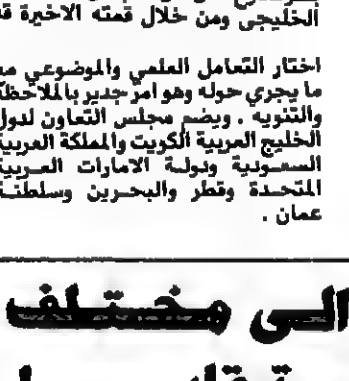 الخليجي ومن خلال قمته الاخيرة
اختار التعامل العلمي والموضوعي
ما يجري حوله وهو امر جدير بالملاحظة
والتنويه . ويضم مجلس التعاون لدول
الخليج العربية الكويت والمملكة العربية
السعودية ودولة الامارات العربية
المتحدة وقطر والبحرين وسلطنة
عمان .
الى مختلف